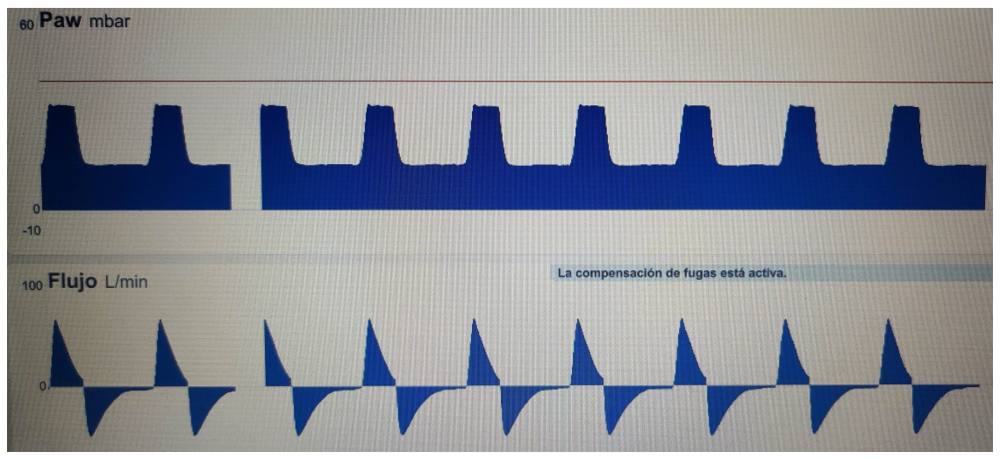 60 Paw mbar
0
-10
La compensación de fugas está activa.
100 Flujo L/min
0